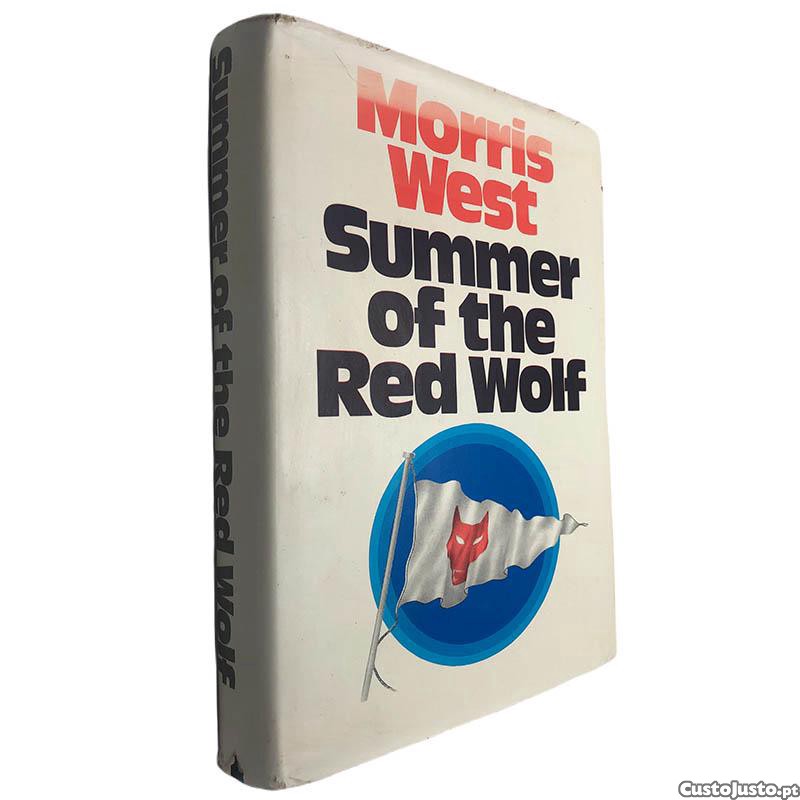 Summer of the Red Wolf
Morris
West
Summer
of the
Red Wolf
CustoJusto.pt